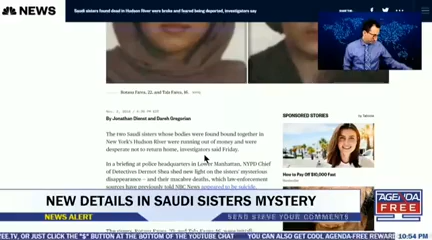 NEWS
Saudi sisters found dead in Hudson River were broke and feared being deported, investigators say
Rotana Farea, 22, and Tala Farea, 16.
By Jonathan Dienst and Dareh Gregorian
The two Saudi sisters whose bodies were found bound together in
New York's Hudson River were running out of money and were
desperate not to return home, investigators said Friday.
In a briefing at police headquarters in Lower Manhattan, NYPD Chief
of Detectives Dermot Shea shed new light on the sisters' mysterious
disappearance — and their macabre deaths, which law-enforcement
sources have previously told NBC News appeared to be suicide.
SPONSORED STORIES
How to Pay Off $10,000 Fast
NEW DETAILS IN SAUDI SISTERS MYSTERY
NEWS ALERT
SEND STEVE YOUR COMMENTS
AGENDA
FREE
EE.TV, OR JUST CLICK THE "$" BUTTON AT THE BOTTOM OF THE YOUTUBE CHAT
YOU CAN ALSO GET COOL AGENDA-FREE
10:54 PM